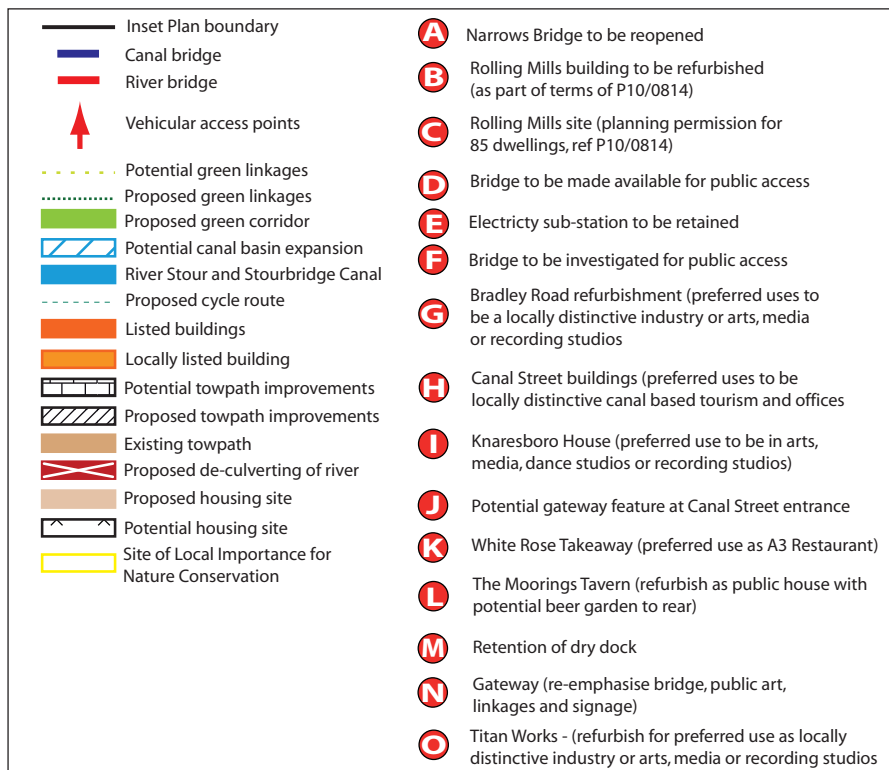 Inset Plan boundary
Canal bridge
River bridge
Vehicular access points
Potential green linkages
Proposed green linkages
Proposed green corridor
Potential canal basin expansion
River Stour and Stourbridge Canal
Proposed cycle route
Listed buildings
Locally listed building
Potential towpath improvements
Proposed towpath improvements
Existing towpath
Proposed de-culverting of river
Proposed housing site
Potential housing site
Site of Local Importance for
Nature Conservation
A Narrows Bridge to be reopened
B Rolling Mills building to be refurbished
(as part of terms of P10/0814)
C Rolling Mills site (planning permission for
85 dwellings, ref P10/0814)
D Bridge to be made available for public access
E Electricty sub-station to be retained
F Bridge to be investigated for public access
G Bradley Road refurbishment (preferred uses to
be a locally distinctive industry or arts, media
or recording studios
H Canal Street buildings (preferred uses to be
locally distinctive canal based tourism and offices
I Knaresboro House (preferred use to be in arts,
media, dance studios or recording studios)
J Potential gateway feature at Canal Street entrance
K White Rose Takeaway (preferred use as A3 Restaurant)
L The Moorings Tavern (refurbish as public house with
potential beer garden to rear)
M Retention of dry dock
N Gateway (re-emphasise bridge, public art,
linkages and signage)
O Titan Works - (refurbish for preferred use as locally
distinctive industry or arts, media or recording studios